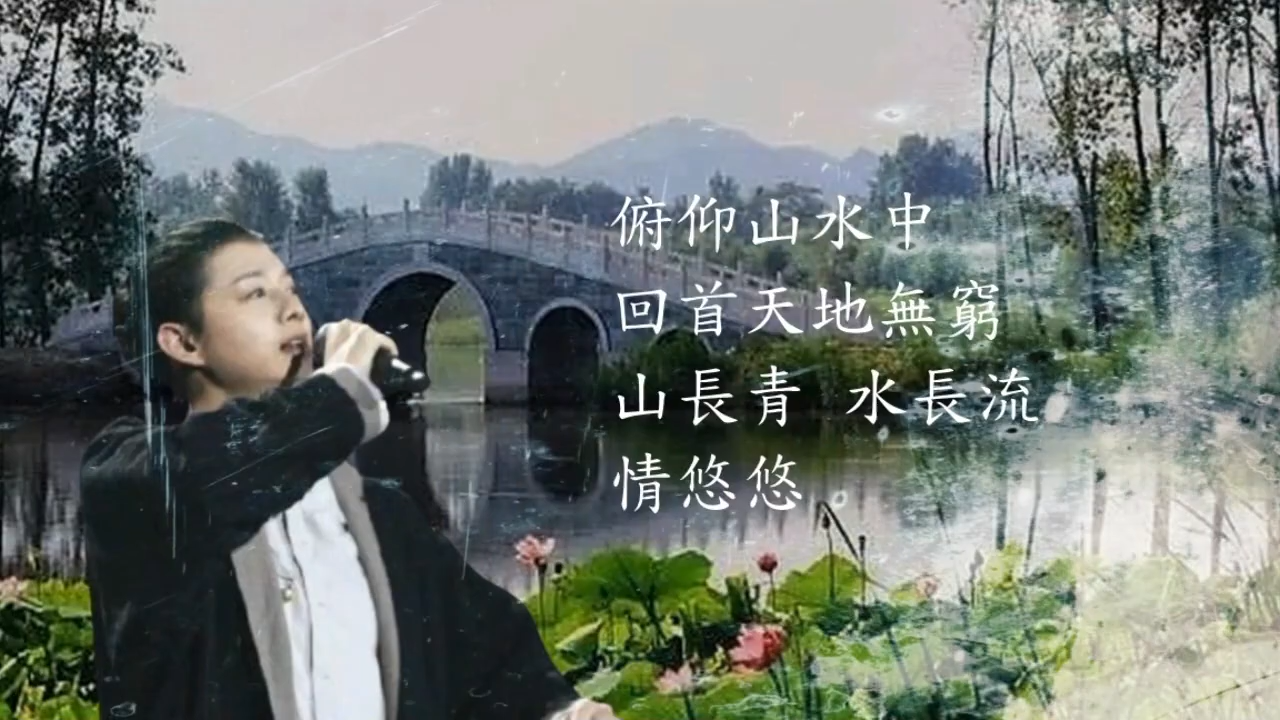 俯仰山水中
回首天地無窮
山長青 水長流
情悠悠